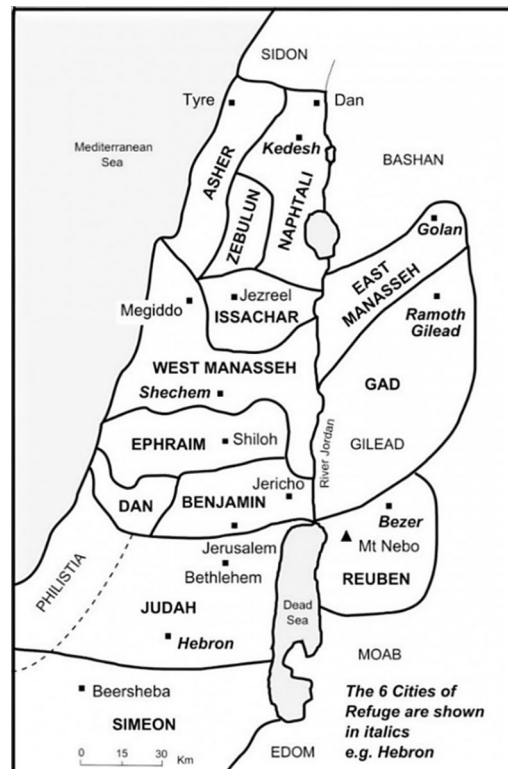 SIDON
Tyre
Dan
Mediterranean
Sea
Kedesh
BASHAN
ASHER
ZEBULUN
NAPHTALI
Golan
EAST
MANASSEH
Megiddo
Jezreel
ISSACHAR
Ramoth
Gilead
WEST MANASSEH
Shechem
GAD
EPHRAIM
Shiloh
River Jordan
GILEAD
DAN
BENJAMIN
Jericho
Bezer
Jerusalem
Mt Nebo
Bethlehem
REUBEN
PHILISTIA
JUDAH
Dead
Sea
Hebron
MOAB
Beersheba
SIMEON
The 6 Cities of
Refuge are shown
in italics
e.g. Hebron
0 15 30
Km
EDOM